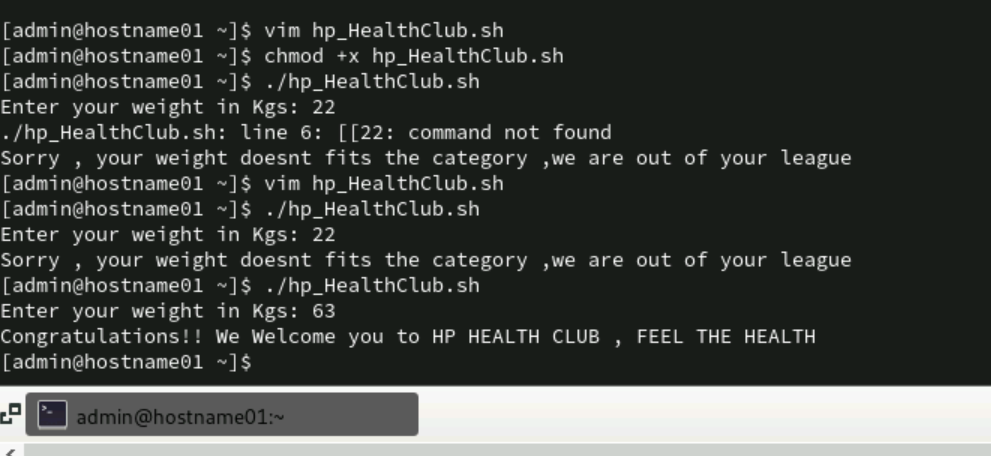 [admin@hostname01 ~]$ vim hp_HealthClub.sh
[admin@hostname01 ~]$ chmod +x hp_HealthClub.sh
[admin@hostname01 ~]$ ./hp_HealthClub.sh
Enter your weight in Kgs: 22
./hp_HealthClub.sh: line 6: [[22: command not found
Sorry , your weight doesnt fits the category ,we are out of your league
[admin@hostname01 ~]$ vim hp_HealthClub.sh
[admin@hostname01 ~]$ ./hp_HealthClub.sh
Enter your weight in Kgs: 22
Sorry , your weight doesnt fits the category ,we are out of your league
[admin@hostname01 ~]$ ./hp_HealthClub.sh
Enter your weight in Kgs: 63
Congratulations!! We Welcome you to HP HEALTH CLUB , FEEL THE HEALTH
[admin@hostname01 ~]$
admin@hostname01:~